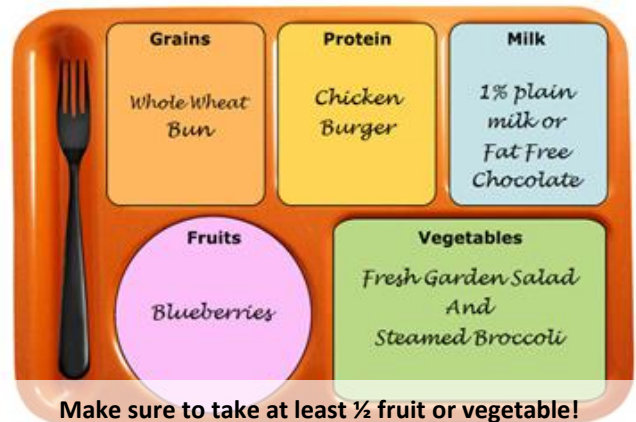 Grains
Whole Wheat
Bun
Protein
Chicken
Burger
Milk
1% plain
milk or
Fat Free
Chocolate
Fruits
Blueberries
Vegetables
Fresh Garden Salad
And
Steamed Broccoli
Make sure to take at least ½ fruit or vegetable!